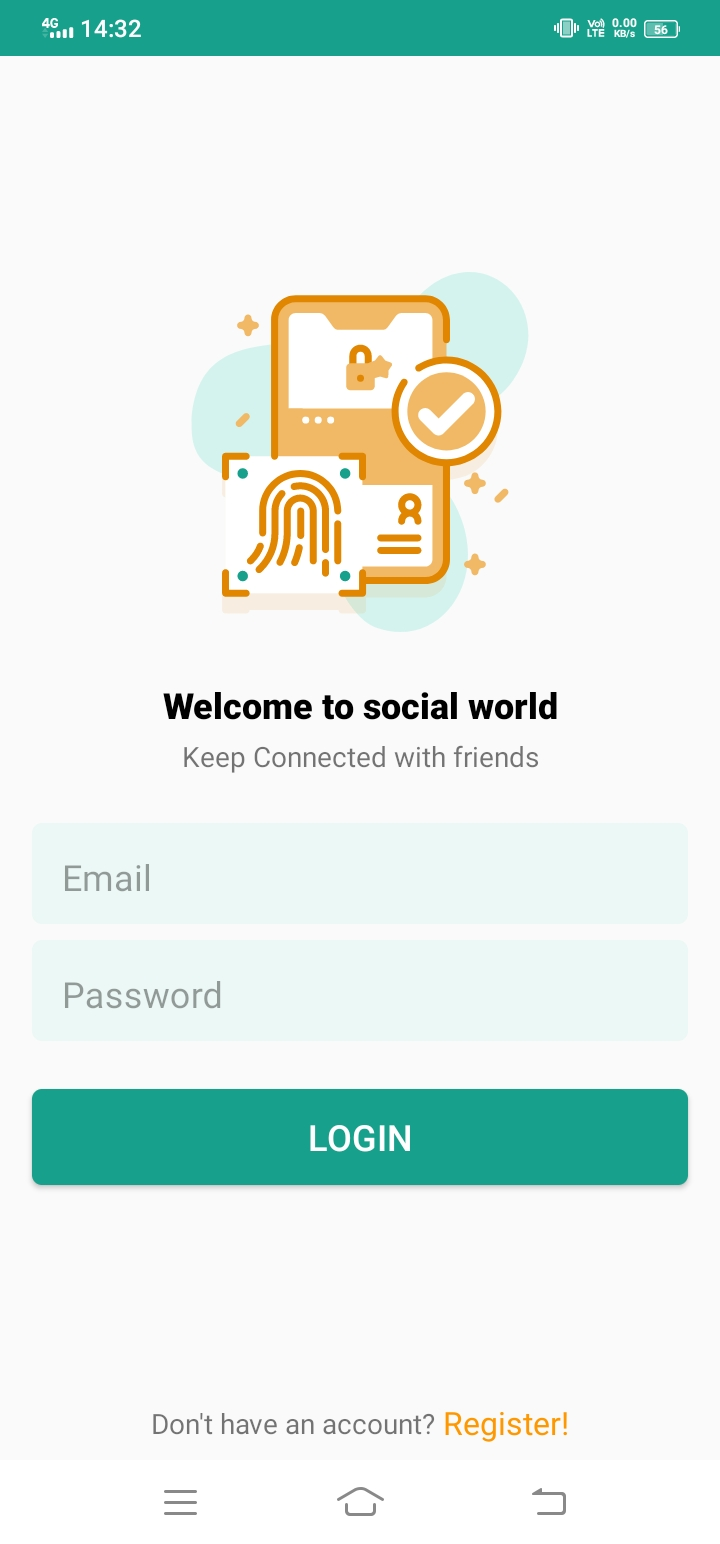 4G 14:32 Vo) LTE 0.00 KB/s 56
Welcome to social world
Keep Connected with friends
Email
Password
LOGIN
Don't have an account? Register!